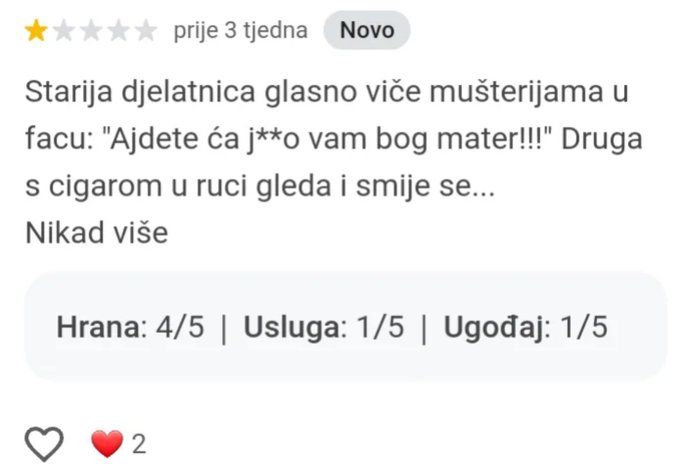 prije 3 tjedna Novo
Starija djelatnica glasno viče mušterijama u
facu: "Ajdete ća j**o vam bog mater!!!" Druga
s cigarom u ruci gleda i smije se...
Nikad više
Hrana: 4/5 | Usluga: 1/5 | Ugođaj: 1/5
2